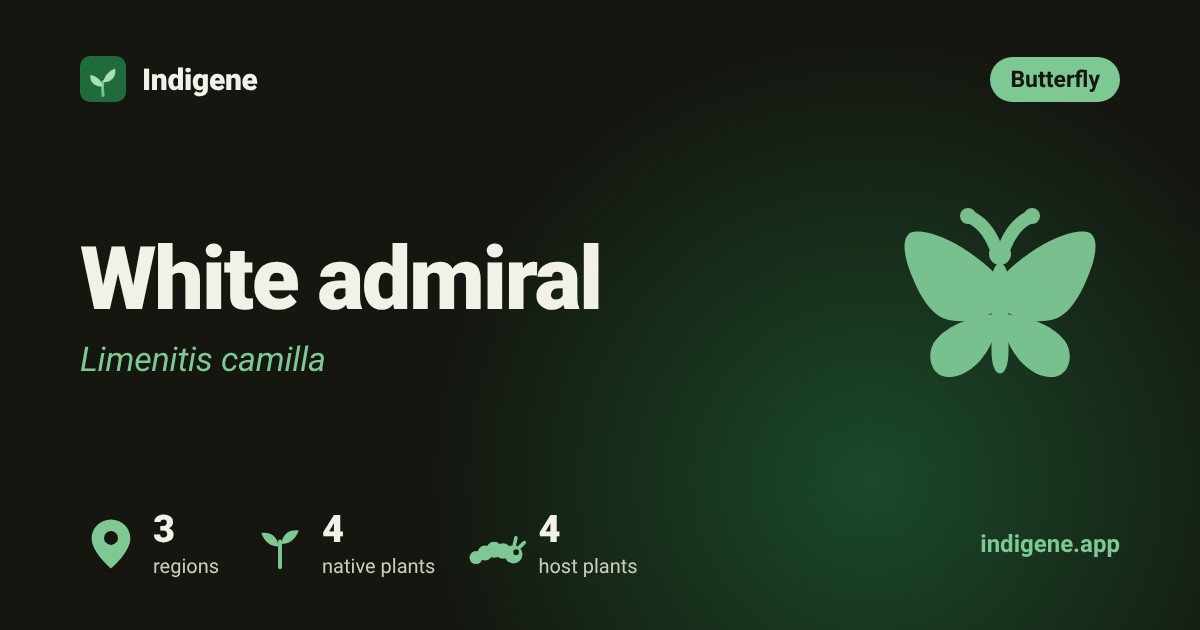 Indigene
Butterfly
White admiral
Limenitis camilla
3
regions
4
native plants
4
host plants
indigene.app